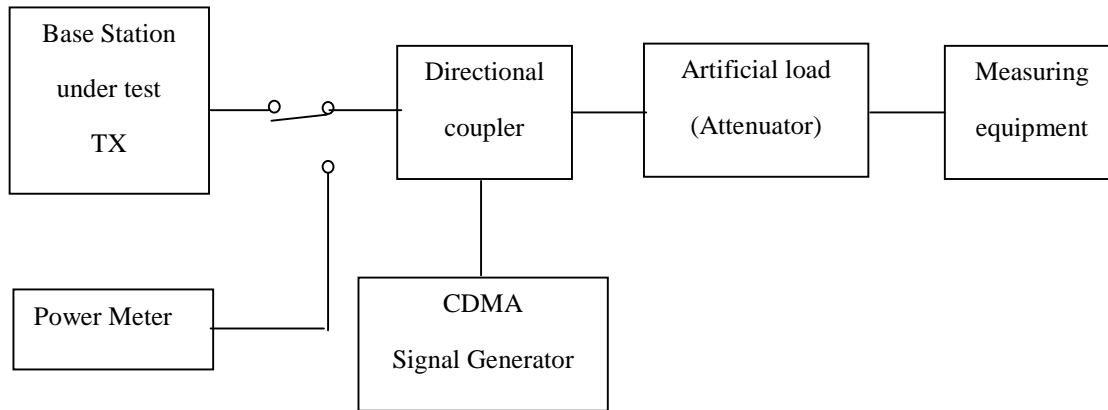 Base Station
under test
TX
Directional
coupler
Artificial load
(Attenuator)
Measuring
equipment
Power Meter
CDMA
Signal Generator